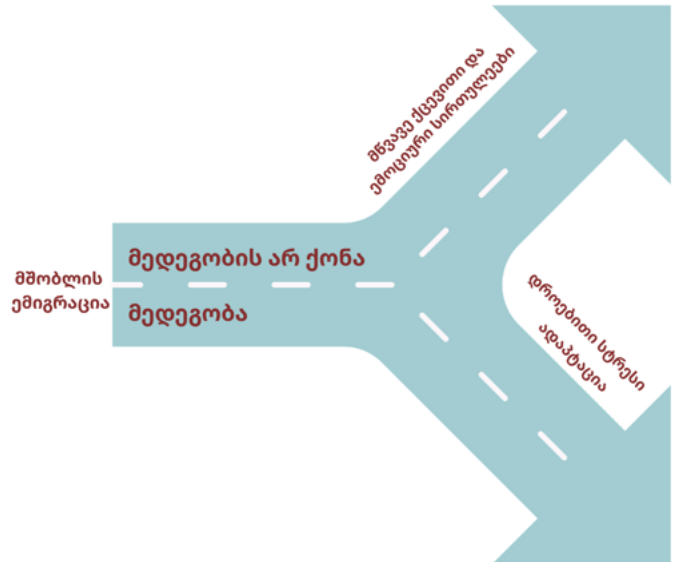 მშობლის
ემიგრაცია
მედეგობის არ ქონა
მედეგობა
მწვავე ქცევითი და
ემოციური სირთულეები
დროებითი სტრესი
ადაპტაცია